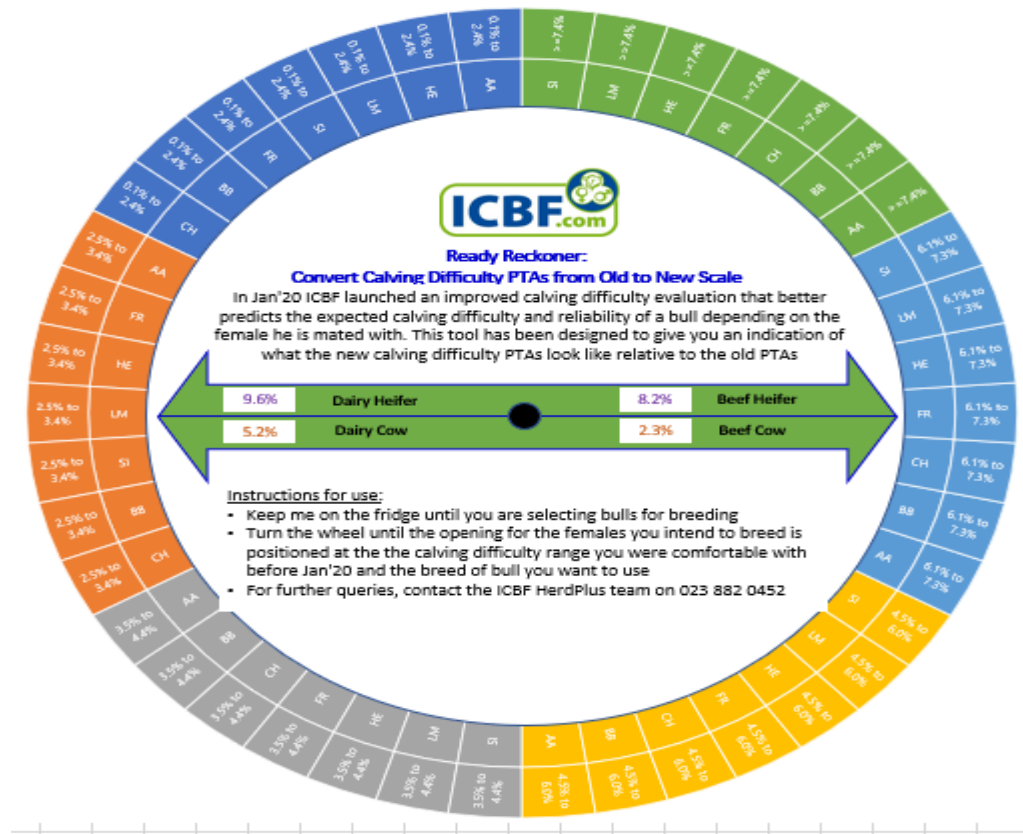 ICBF.com
Ready Reckoner:
Convert Calving Difficulty PTAs from Old to New Scale
In Jan'20 ICBF launched an improved calving difficulty evaluation that better
predicts the expected calving difficulty and reliability of a bull depending on the
female he is mated with. This tool has been designed to give you an indication of
what the new calving difficulty PTAs look like relative to the old PTAs
9.6% Dairy Heifer 8.2% Beef Heifer
5.2% Dairy Cow 2.3% Beef Cow
Instructions for use:
• Keep me on the fridge until you are selecting bulls for breeding
• Turn the wheel until the opening for the females you intend to breed is
positioned at the the calving difficulty range you were comfortable with
before Jan'20 and the breed of bull you want to use
• For further queries, contact the ICBF HerdPlus team on 023 882 0452
>=7.4% SI
>=7.4% LM
>=7.4% HE
>=7.4% FR
>=7.4% CH
>=7.4% BB
>=7.4% AA
6.1% to 7.3% SI
6.1% to 7.3% LM
6.1% to 7.3% HE
6.1% to 7.3% FR
6.1% to 7.3% CH
6.1% to 7.3% BB
6.1% to 7.3% AA
4.5% to 6.0% SI
4.5% to 6.0% LM
4.5% to 6.0% HE
4.5% to 6.0% FR
4.5% to 6.0% CH
4.5% to 6.0% BB
4.5% to 6.0% AA
3.5% to 4.4% SI
3.5% to 4.4% LM
3.5% to 4.4% HE
3.5% to 4.4% FR
3.5% to 4.4% CH
3.5% to 4.4% BB
3.5% to 4.4% AA
2.5% to 3.4% CH
2.5% to 3.4% BB
2.5% to 3.4% SI
2.5% to 3.4% LM
2.5% to 3.4% HE
2.5% to 3.4% FR
2.5% to 3.4% AA
0.1% to 2.4% CH
0.1% to 2.4% BB
0.1% to 2.4% FR
0.1% to 2.4% SI
0.1% to 2.4% LM
0.1% to 2.4% HE
0.1% to 2.4% AA